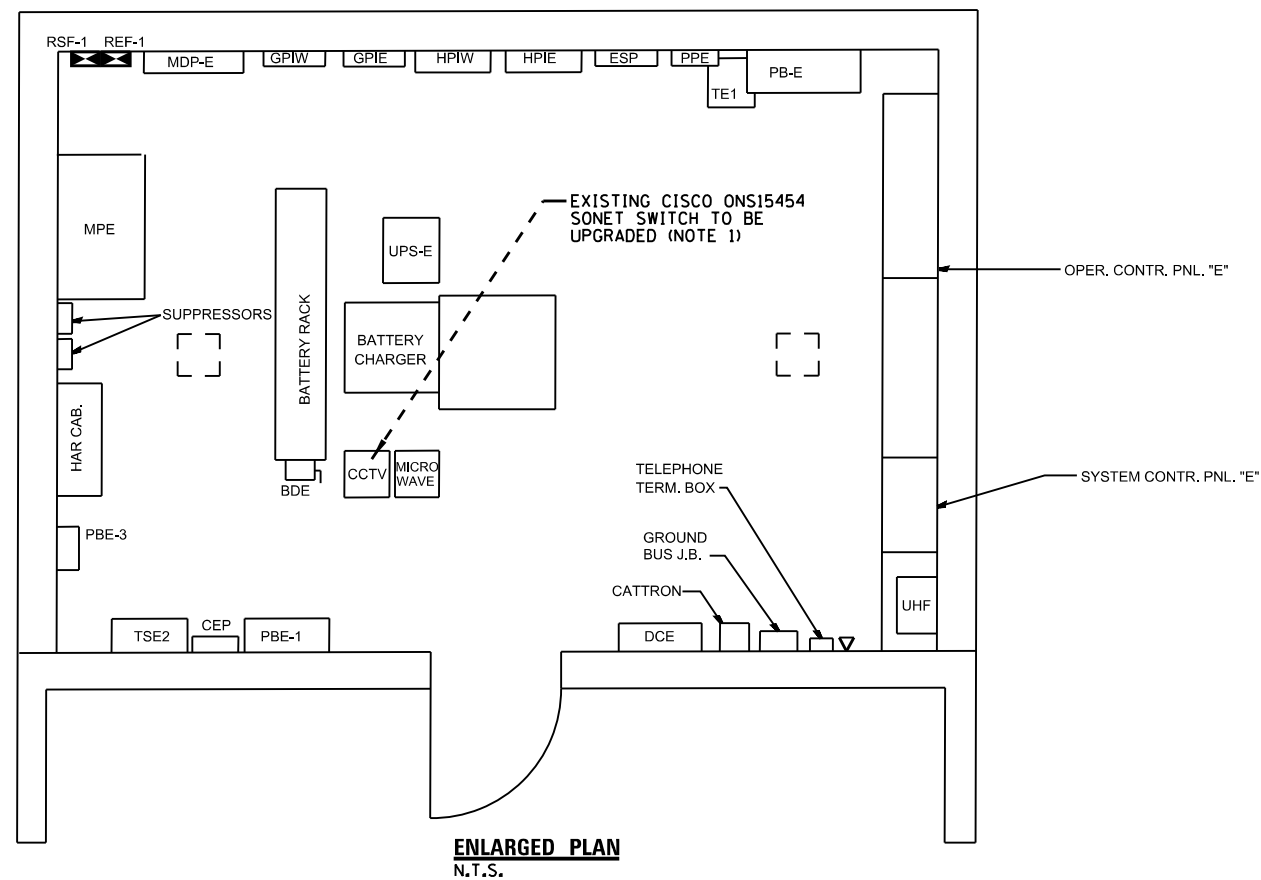 RSF-1 REF-1
MDP-E
GPIW
GPIE
HPIW
HPIE
ESP
PPE
PB-E
TE1
MPE
EXISTING CISCO ONS15454
SONET SWITCH TO BE
UPGRADED (NOTE 1)
UPS-E
OPER. CONTR. PNL. "E"
SUPPRESSORS
BATTERY RACK
BATTERY
CHARGER
HAR CAB.
CCTV
MICRO
WAVE
BDE
TELEPHONE
TERM. BOX
SYSTEM CONTR. PNL. "E"
PBE-3
GROUND
BUS J.B.
CATTRON
UHF
TSE2
CEP
PBE-1
DCE
ENLARGED PLAN
N.T.S.